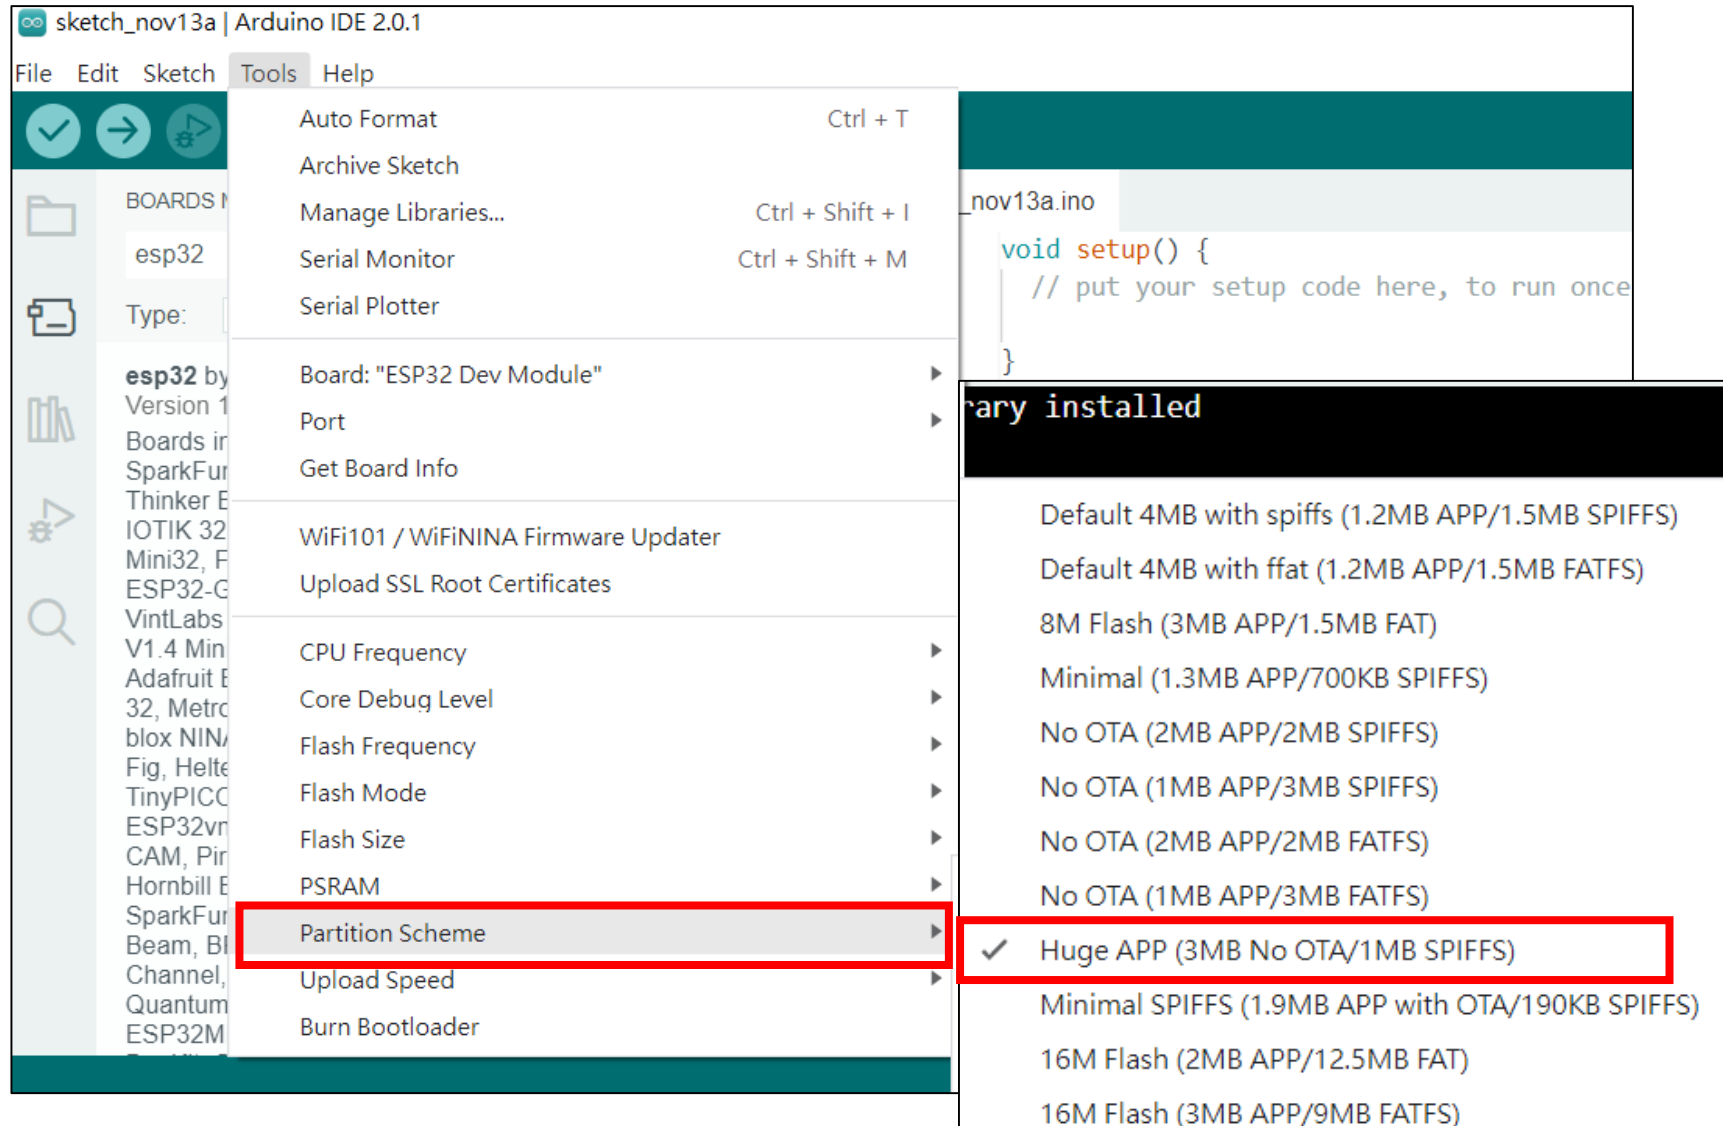 sketch_nov13a | Arduino IDE 2.0.1
File Edit Sketch Tools Help
Auto Format Ctrl + T
Archive Sketch
Manage Libraries... Ctrl + Shift + I
Serial Monitor Ctrl + Shift + M
Serial Plotter
Board: "ESP32 Dev Module"
Port
Get Board Info
WiFi101 / WiFiNINA Firmware Updater
Upload SSL Root Certificates
CPU Frequency
Core Debug Level
Flash Frequency
Flash Mode
Flash Size
PSRAM
Partition Scheme
Upload Speed
Burn Bootloader
BOARDS
esp32
Type:
esp32 by
Version 1
Boards
SparkFun
Thinker
IOTIK 32
Mini32,
ESP32-
VintLabs
V1.4
Adafruit
32,
blox
Fig,
ESP32
CAM,
Hornbill
SparkFun
Beam,
Channel,
Quantum
ESP32M
_nov13a.ino
void setup() {
// put your setup code here, to run once
}
rary installed
Default 4MB with spiffs (1.2MB APP/1.5MB SPIFFS)
Default 4MB with ffat (1.2MB APP/1.5MB FATFS)
8M Flash (3MB APP/1.5MB FAT)
Minimal (1.3MB APP/700KB SPIFFS)
No OTA (2MB APP/2MB SPIFFS)
No OTA (1MB APP/3MB SPIFFS)
No OTA (2MB APP/2MB FATFS)
No OTA (1MB APP/3MB FATFS)
Huge APP (3MB No OTA/1MB SPIFFS)
Minimal SPIFFS (1.9MB APP with OTA/190KB SPIFFS)
16M Flash (2MB APP/12.5MB FAT)
16M Flash (3MB APP/9MB FATFS)